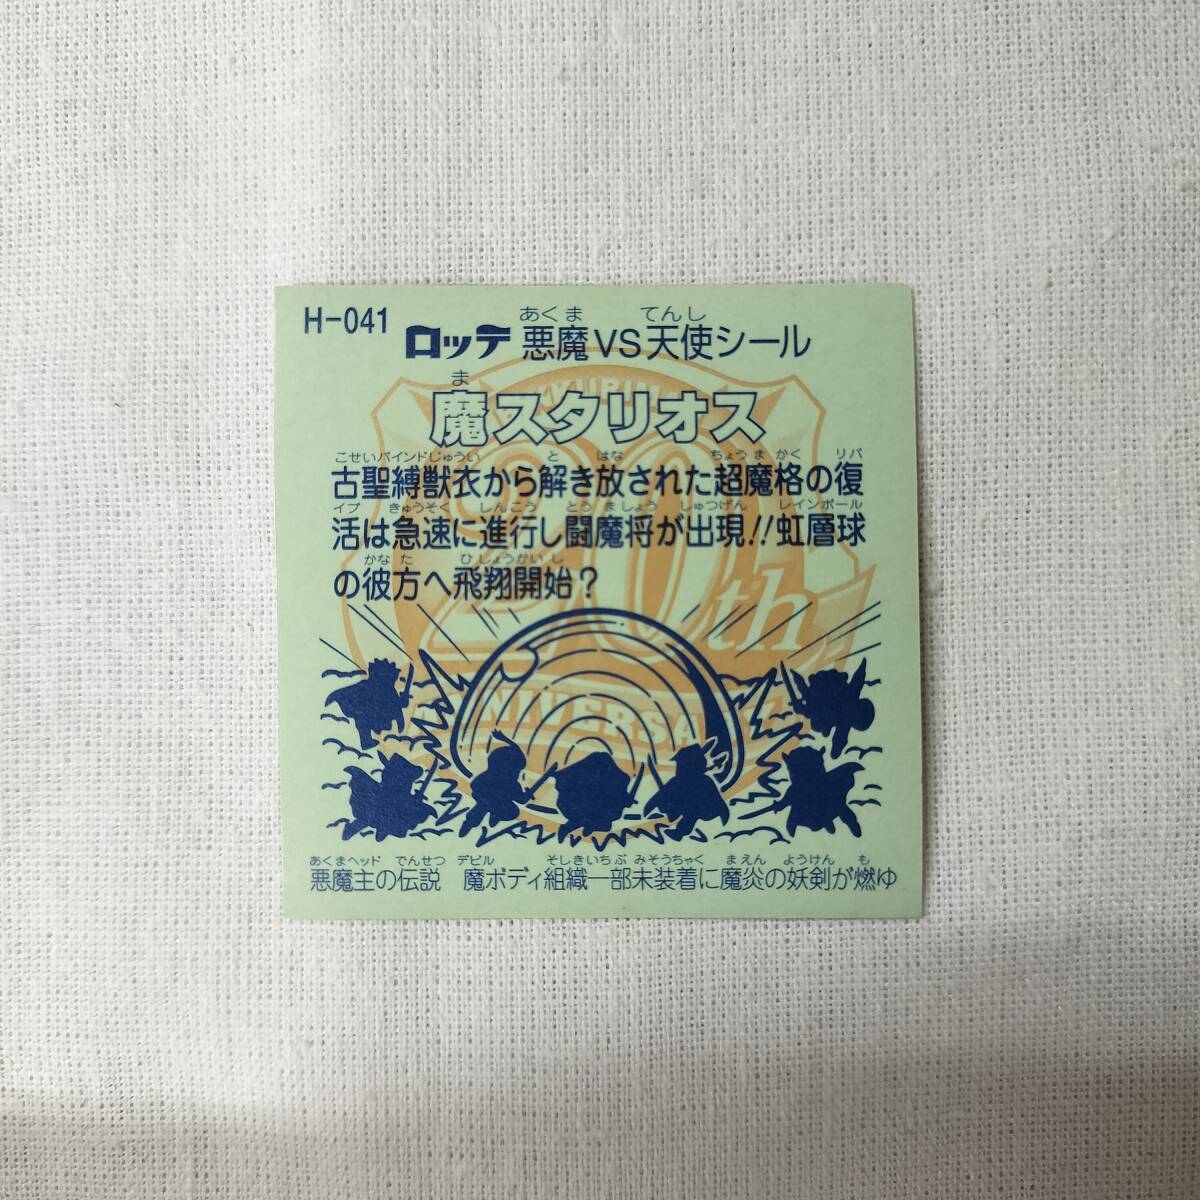 H-041
あくま てんし
ロッテ 悪魔VS天使シール
ま
魔スタリオス
こせいバインドじゅうい と はな ちょうま かく リバ
古聖縛獣衣から解き放された超魔格の復
イブ きゅうそく しんこう とうましょう しゅつげん レインボール
活は急速に進行し闘魔将が出現!!虹層球
かなた ひしょうかいし
の彼方へ飛翔開始?
20th
ANNIVERSA
あくまヘッド でんせつ デビル そしきいちぶ みそうちゃく まえん ようけん も
悪魔主の伝説 魔ボディ組織一部未装着に魔炎の妖剣が燃ゆ